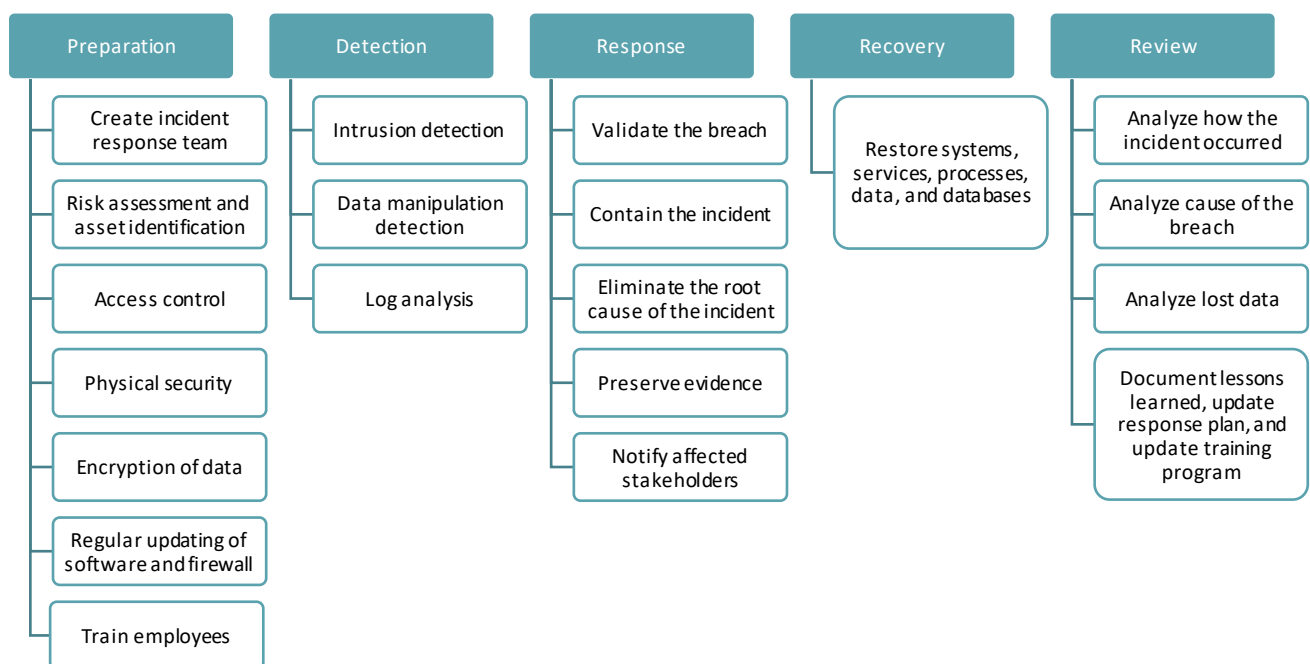 Preparation
Create incident
response team
Risk assessment and
asset identification
Access control
Physical security
Encryption of data
Regular updating of
software and firewall
Train employees
Detection
Intrusion detection
Data manipulation
detection
Log analysis
Response
Validate the breach
Contain the incident
Eliminate the root
cause of the incident
Preserve evidence
Notify affected
stakeholders
Recovery
Restore systems,
services, processes,
data, and databases
Review
Analyze how the
incident occurred
Analyze cause of the
breach
Analyze lost data
Document lessons
learned, update
response plan, and
update training
program